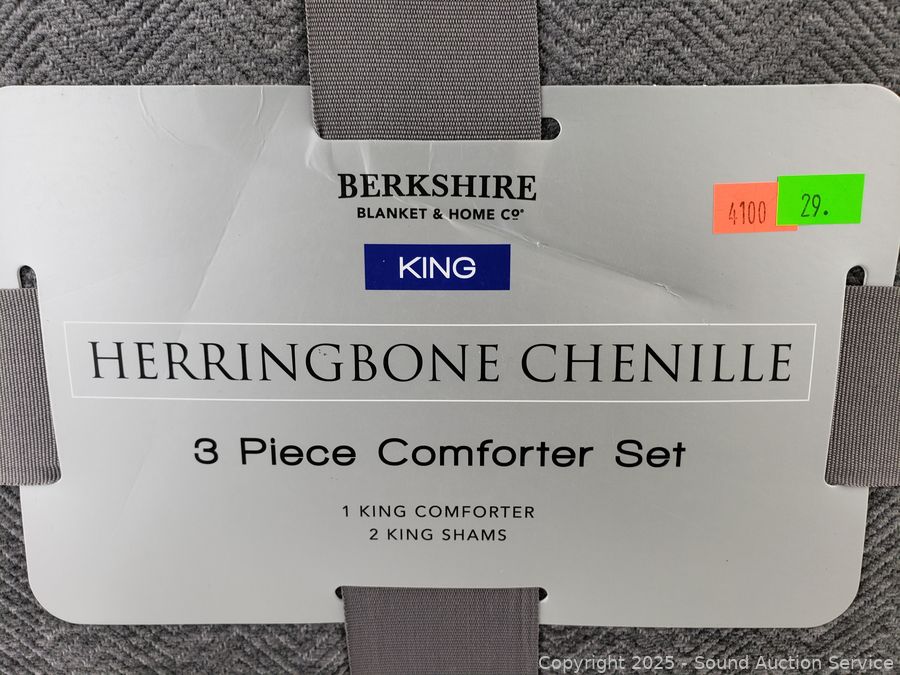 BERKSHIRE
BLANKET & HOME Cº®
KING
4100
29.
HERRINGBONE CHENILLE
3 Piece Comforter Set
1 KING COMFORTER
2 KING SHAMS
Copyright 2025 - Sound Auction Service